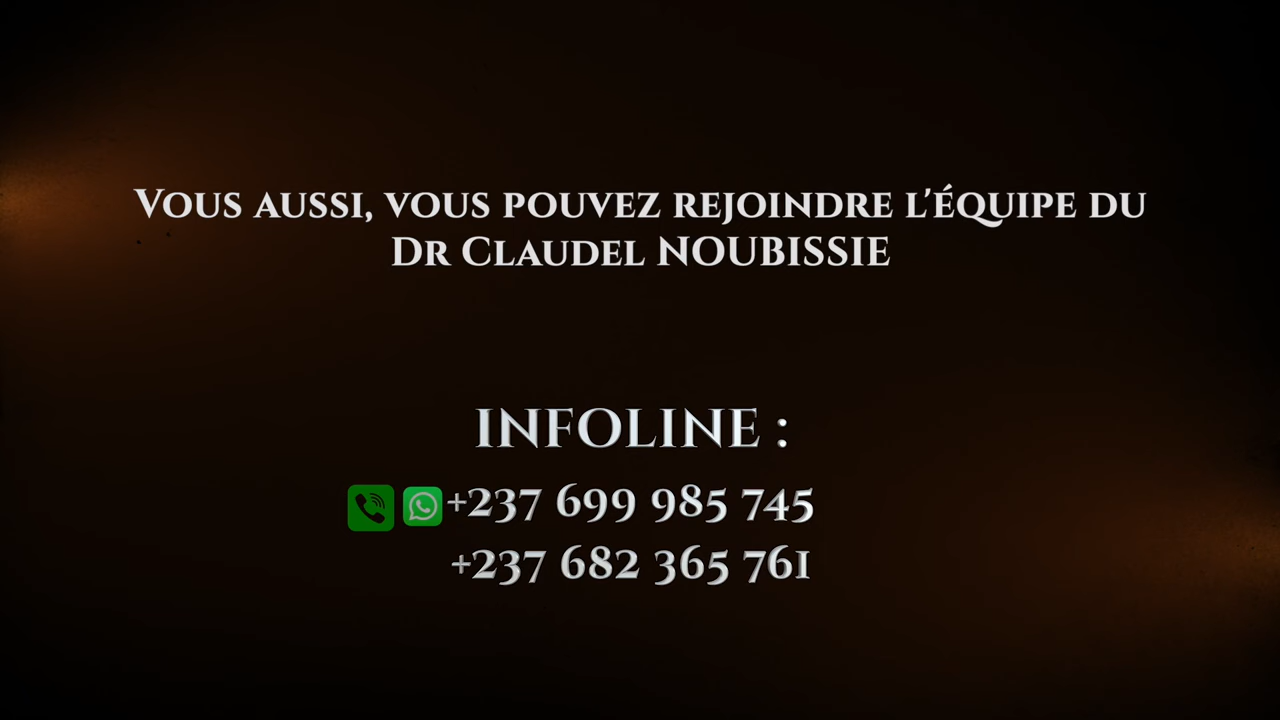 Vous aussi, vous pouvez rejoindre l'équipe du
Dr Claudel NOUBISSIE
INFOLINE :
+237 699 985 745
+237 682 365 761